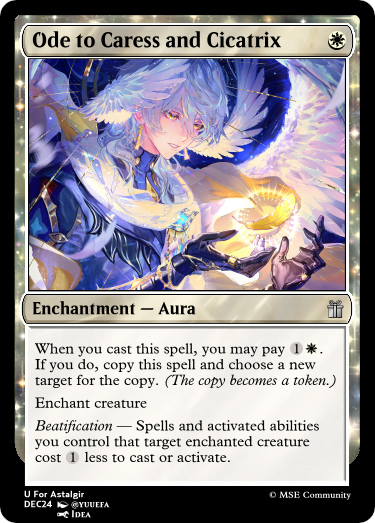 Ode to Caress and Cicatrix
Enchantment — Aura
When you cast this spell, you may pay 1.
If you do, copy this spell and choose a new
target for the copy. (The copy becomes a token.)
Enchant creature
Beatification — Spells and activated abilities
you control that target enchanted creature
cost 1 less to cast or activate.
U For Astalgir
DEC24 @YUUEFA
Idea
© MSE Community